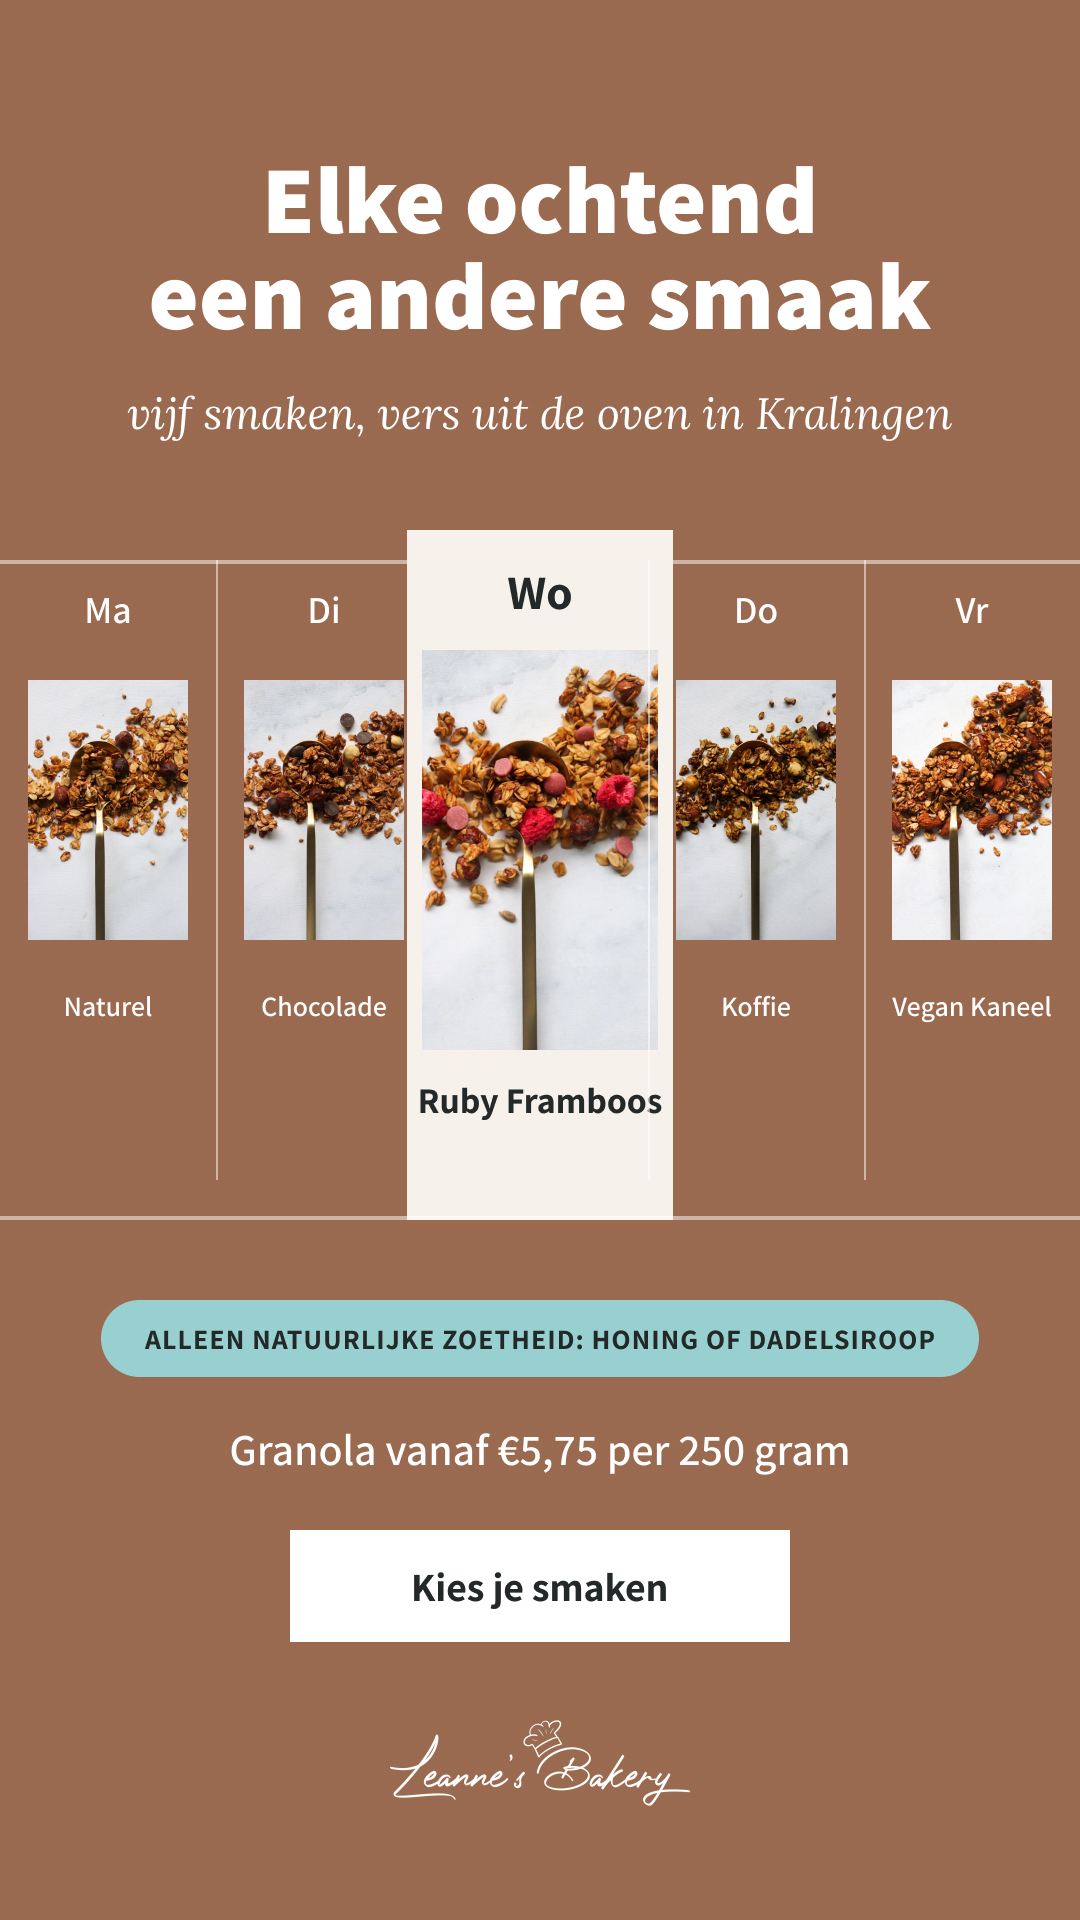 Elke ochtend
een andere smaak
vijf smaken, vers uit de oven in Kralingen
Ma
Di
Wo
Do
Vr
Naturel
Chocolade
Ruby Framboos
Koffie
Vegan Kaneel
ALLEEN NATUURLIJKE ZOETHEID: HONING OF DADELSIROOP
Granola vanaf €5,75 per 250 gram
Kies je smaken
Leanne's Bakery